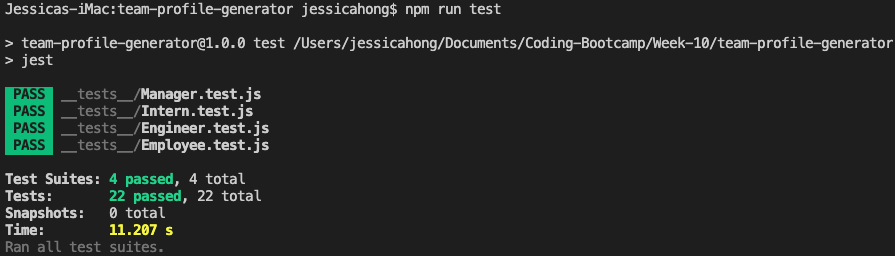 Jessicas-iMac:team-profile-generator jessicahong$ npm run test
> team-profile-generator@1.0.0 test /Users/jessicahong/Documents/Coding-Bootcamp/Week-10/team-profile-generator
> jest
PASS __tests__/Manager.test.js
PASS __tests__/Intern.test.js
PASS __tests__/Engineer.test.js
PASS __tests__/Employee.test.js
Test Suites: 4 passed, 4 total
Tests: 22 passed, 22 total
Snapshots: 0 total
Time: 11.207 s
Ran all test suites.